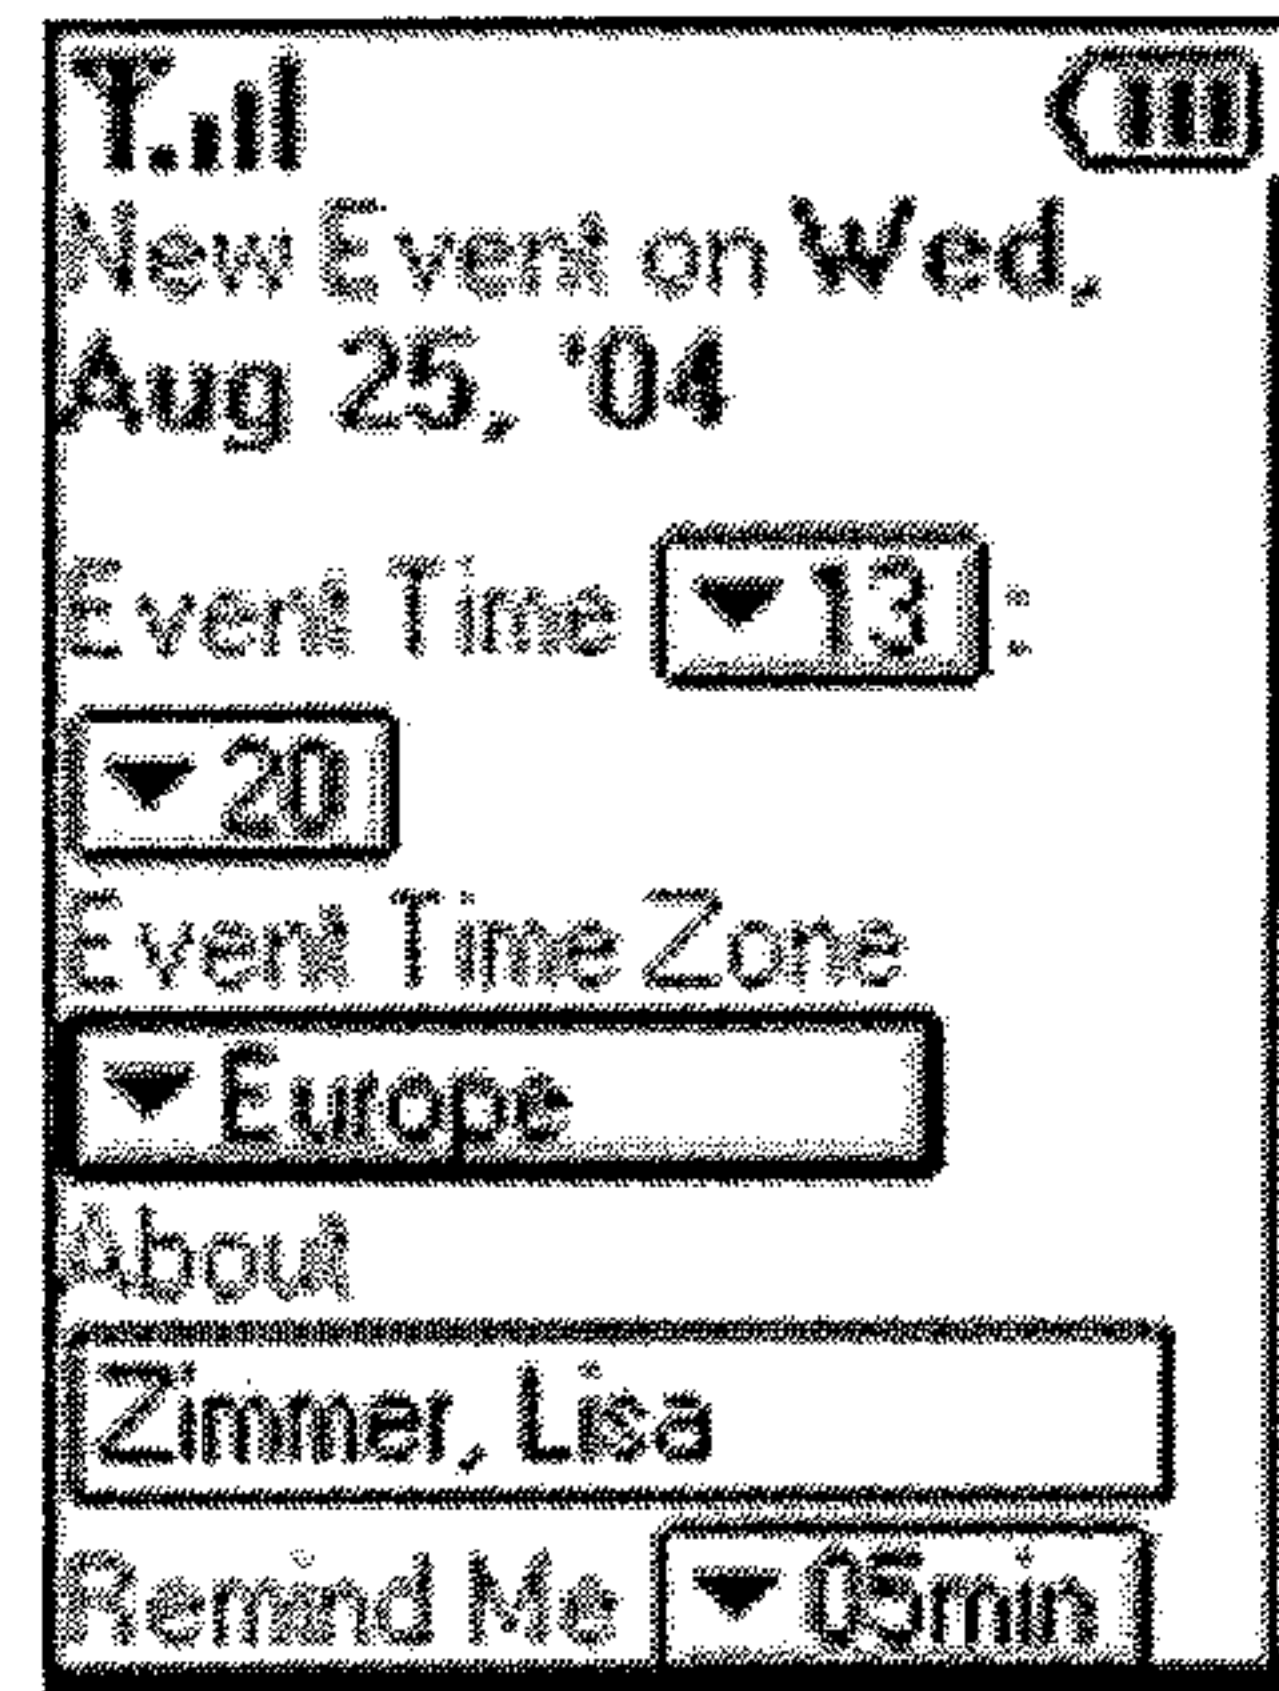 New Event on Wed,
Aug 25, '04
Event Time 13 :
20
Event Time Zone
Europe
About
Zimmer, Lisa
Remind Me 05min